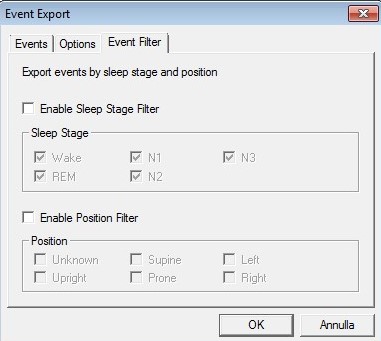 Event Export
Events Options Event Filter
Export events by sleep stage and position
Enable Sleep Stage Filter
Sleep Stage
Wake N1 N3
REM N2
Enable Position Filter
Position
Unknown Supine Left
Upright Prone Right
OK Annulla